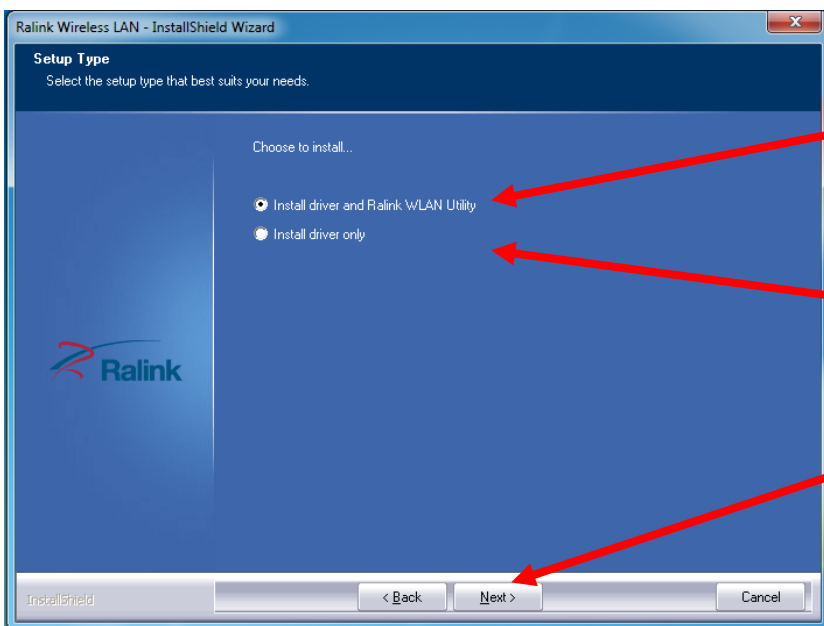 Ralink Wireless LAN - InstallShield Wizard
Setup Type
Select the setup type that best suits your needs.
Choose to install...
Install driver and Ralink WLAN Utility
Install driver only
Ralink
InstallShield
< Back
Next >
Cancel